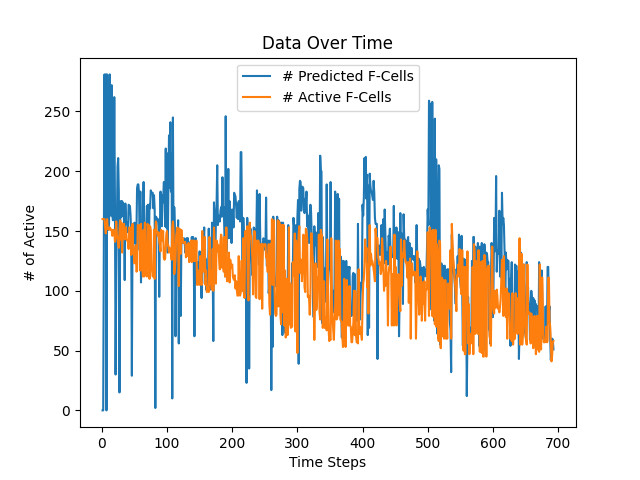 Data Over Time
# Predicted F-Cells
# Active F-Cells
# of Active
250
200
150
100
50
0
0 100 200 300 400 500 600 700
Time Steps